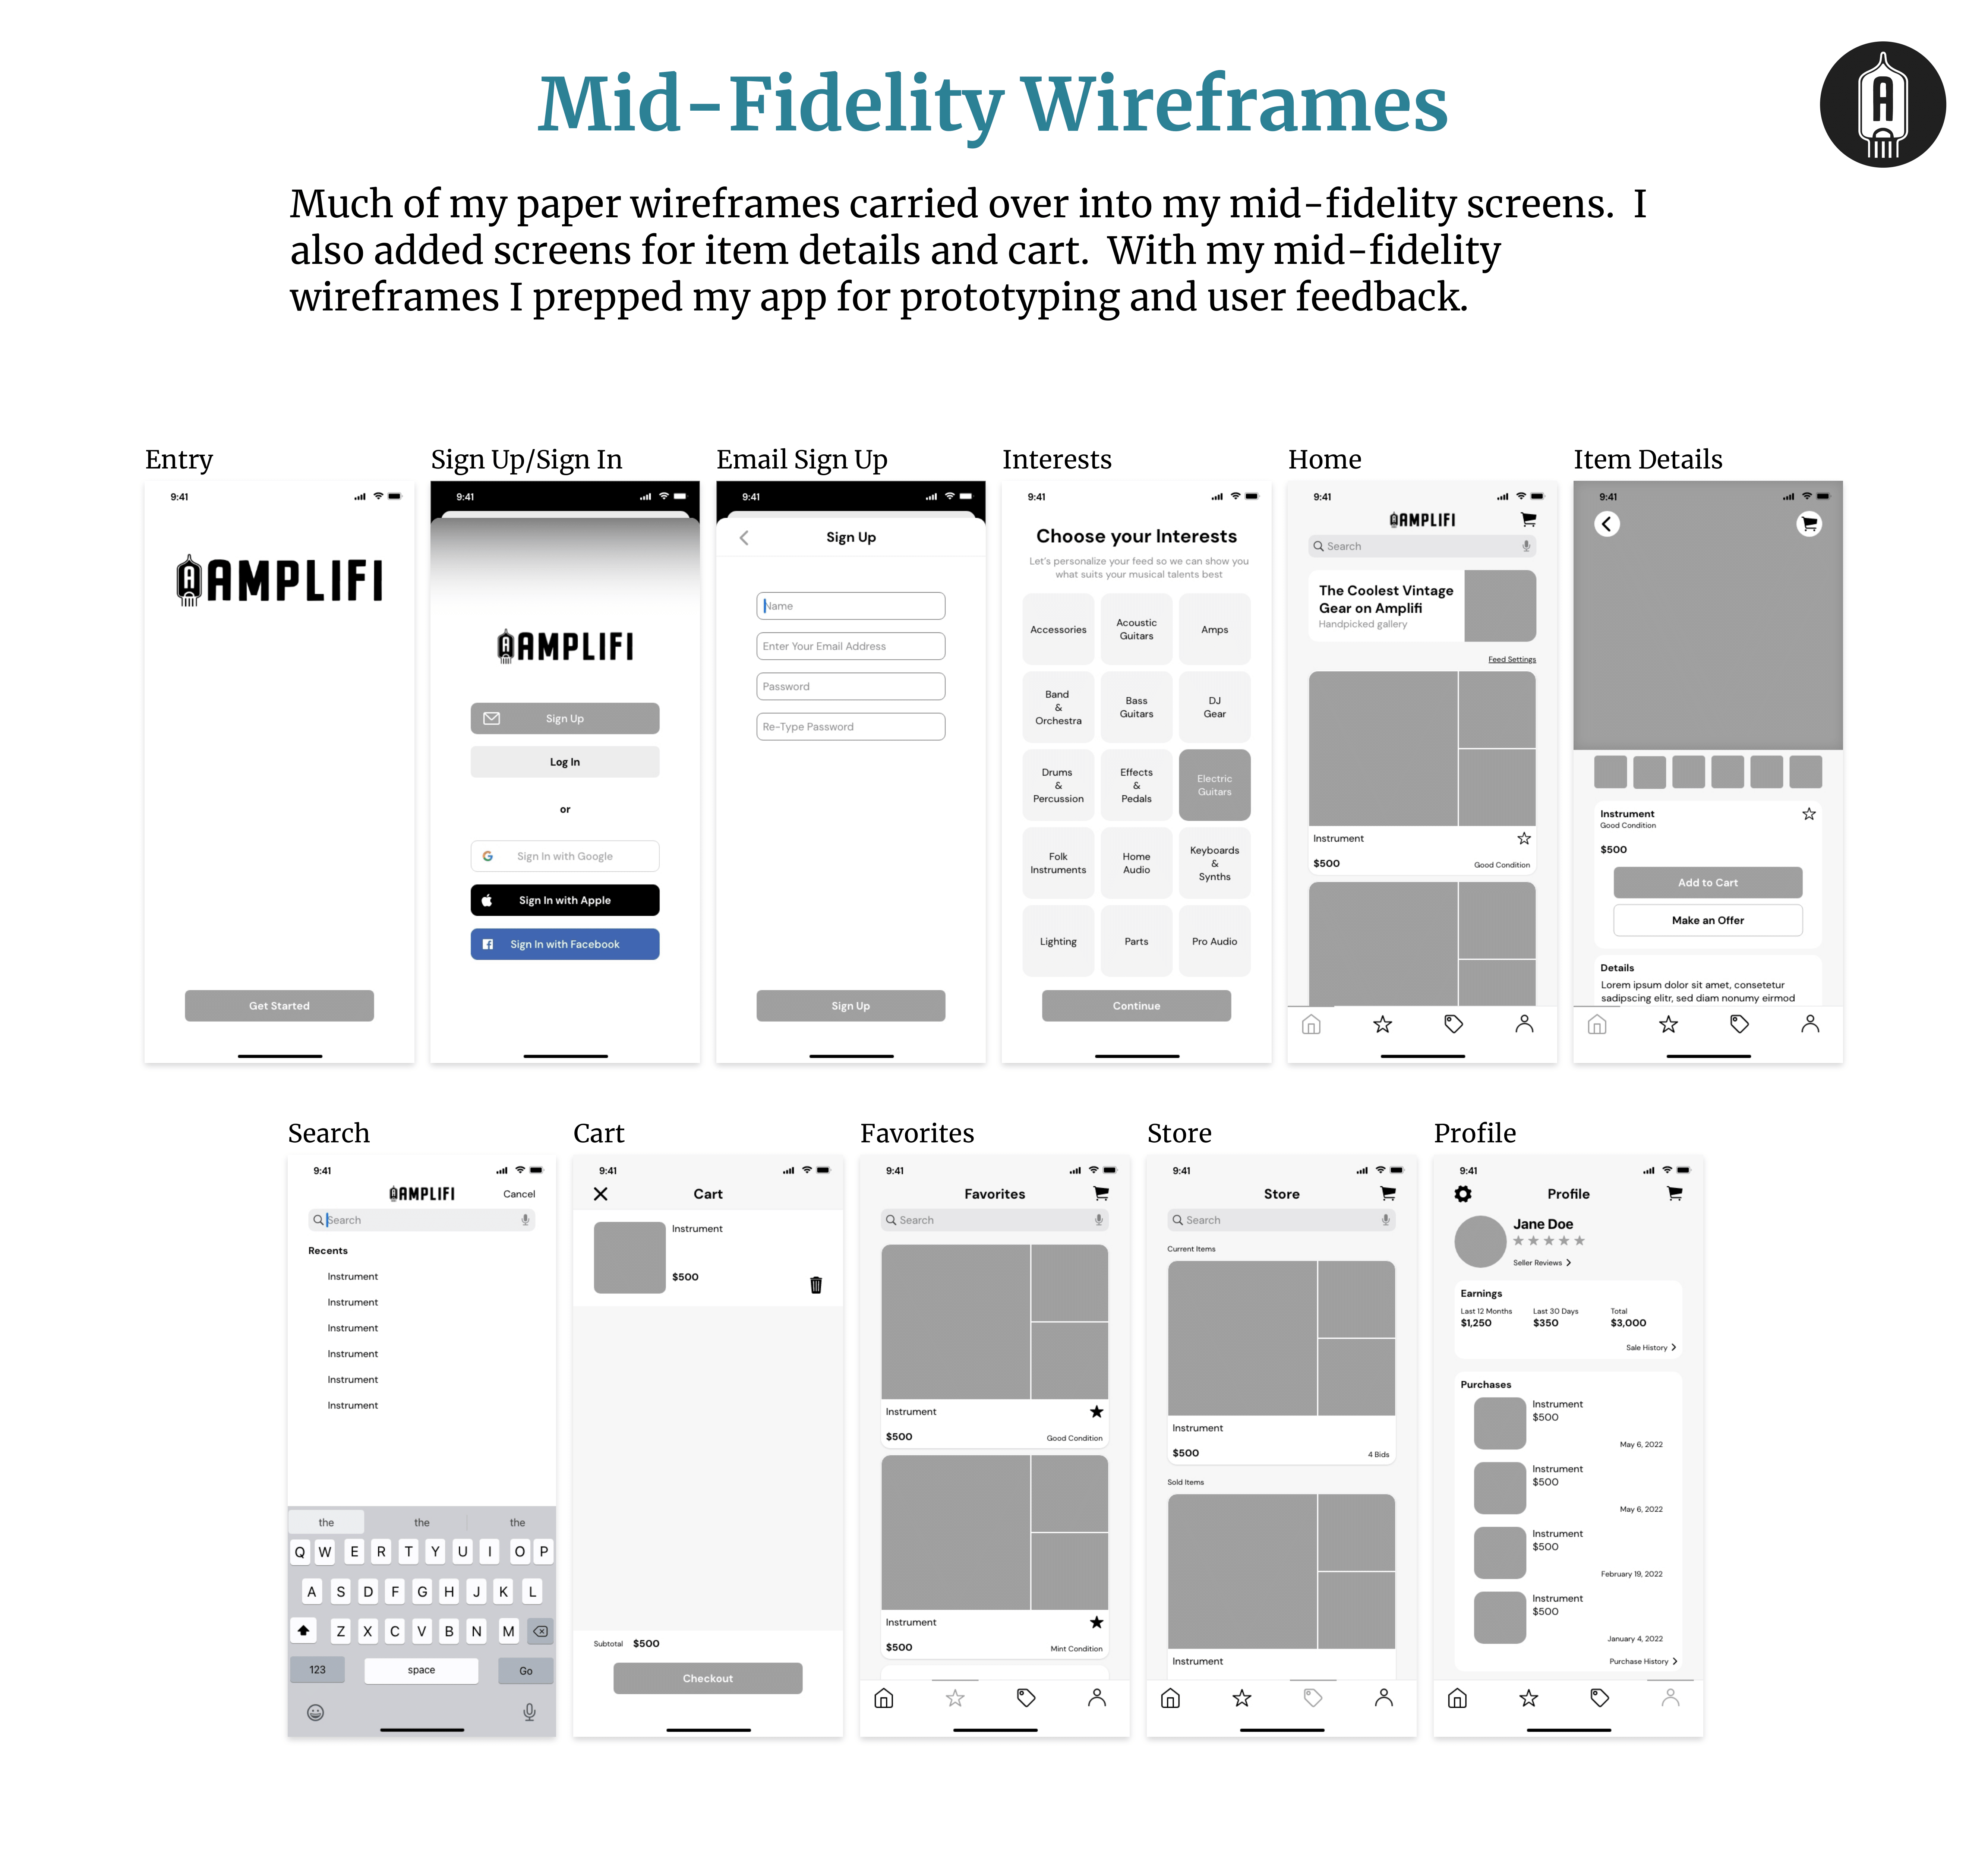 Mid-Fidelity Wireframes
A
Much of my paper wireframes carried over into my mid-fidelity screens.  I
also added screens for item details and cart.  With my mid-fidelity
wireframes I prepped my app for prototyping and user feedback.
Entry
9:41
A AMPLIFI
Get Started
Sign Up/Sign In
9:41
A AMPLIFI
Sign Up
Log In
or
G Sign In with Google
Sign In with Apple
f Sign In with Facebook
Email Sign Up
9:41
Sign Up
Name
Enter Your Email Address
Password
Re-Type Password
Sign Up
Interests
9:41
Choose your Interests
Let's personalize your feed so we can show you
what suits your musical talents best
Accessories
Acoustic
Guitars
Amps
Band
&
Orchestra
Bass
Guitars
DJ
Gear
Drums
&
Percussion
Effects
&
Pedals
Electric
Guitars
Folk
Instruments
Home
Audio
Keyboards
&
Synths
Lighting
Parts
Pro Audio
Continue
Home
9:41
A AMPLIFI
Search
The Coolest Vintage
Gear on Amplifi
Handpicked gallery
Feed Settings
Instrument
$500
Good Condition
Item Details
9:41
Instrument
Good Condition
$500
Add to Cart
Make an Offer
Details
Lorem ipsum dolor sit amet, consetetur
sadipscing elitr, sed diam nonumy eirmod
Search
9:41
A AMPLIFI
Cancel
Search
Recents
Instrument
Instrument
Instrument
Instrument
Instrument
Instrument
the the the
Q W E R T Y U I O P
A S D F G H J K L
Z X C V B N M
123 space Go
Cart
9:41
Cart
Instrument
$500
Subtotal $500
Checkout
Favorites
9:41
Favorites
Search
Instrument
$500
Good Condition
Instrument
$500
Mint Condition
Store
9:41
Store
Search
Current Items
Instrument
$500
4 Bids
Sold Items
Instrument
Profile
9:41
Profile
Jane Doe
Seller Reviews
Earnings
Last 12 Months Last 30 Days Total
$1,250 $350 $3,000
Sale History
Purchases
Instrument
$500
May 6, 2022
Instrument
$500
May 6, 2022
Instrument
$500
February 19, 2022
Instrument
$500
January 4, 2022
Purchase History